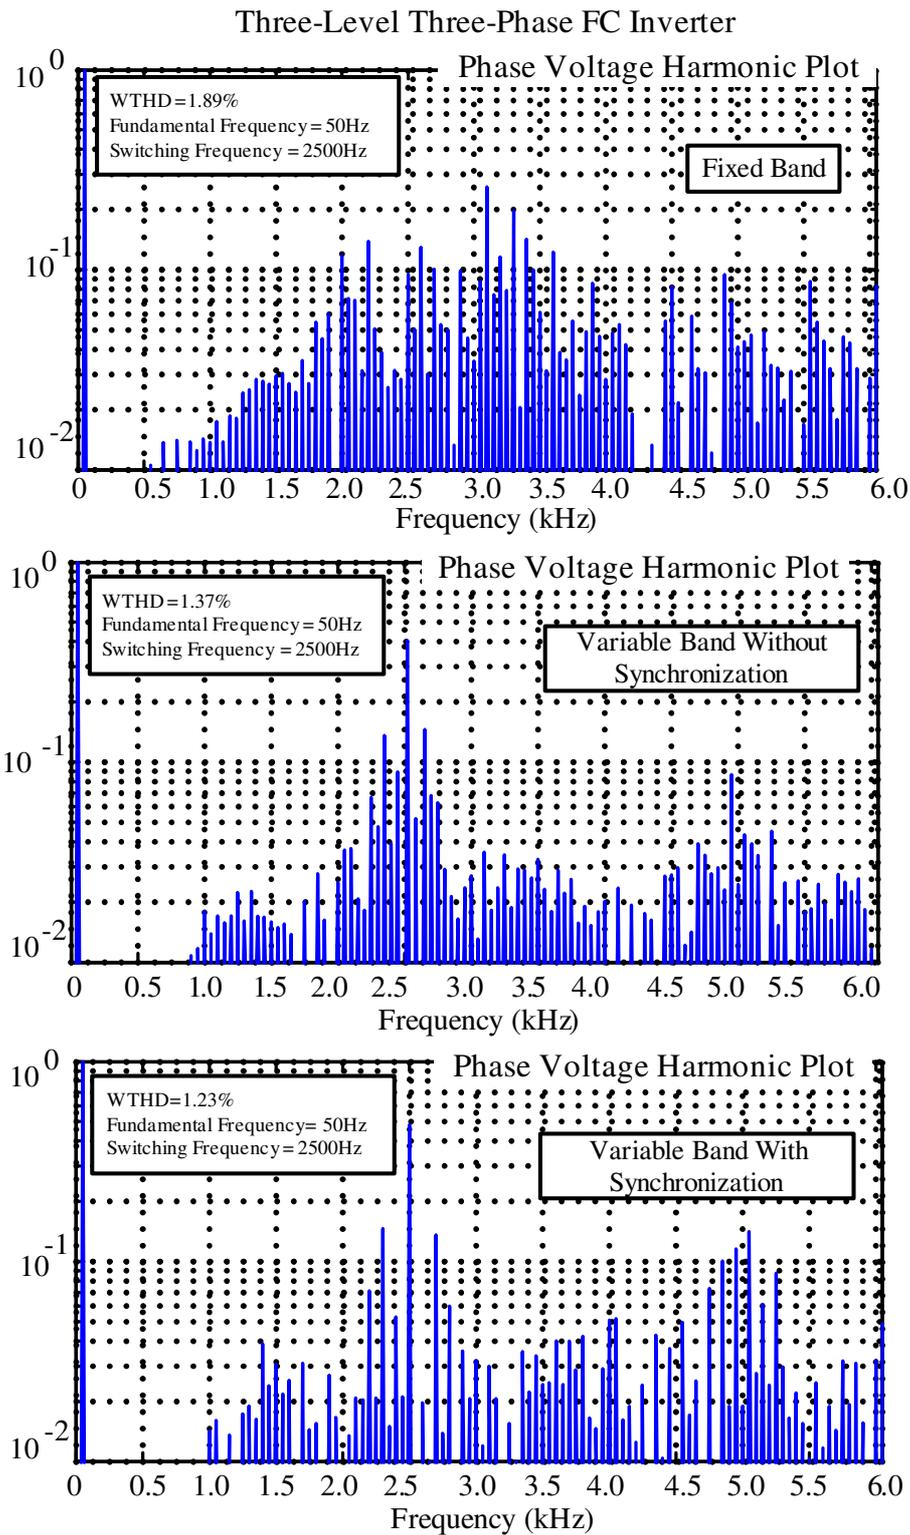 Three-Level Three-Phase FC Inverter
Phase Voltage Harmonic Plot
10^0
WTHD=1.89%
Fundamental Frequency= 50Hz
Switching Frequency = 2500Hz
Fixed Band
10^-1
10^-2
0 0.5 1.0 1.5 2.0 2.5 3.0 3.5 4.0 4.5 5.0 5.5 6.0
Frequency (kHz)
Phase Voltage Harmonic Plot
10^0
WTHD=1.37%
Fundamental Frequency= 50Hz
Switching Frequency = 2500Hz
Variable Band Without
Synchronization
10^-1
10^-2
0 0.5 1.0 1.5 2.0 2.5 3.0 3.5 4.0 4.5 5.0 5.5 6.0
Frequency (kHz)
Phase Voltage Harmonic Plot
10^0
WTHD=1.23%
Fundamental Frequency= 50Hz
Switching Frequency= 2500Hz
Variable Band With
Synchronization
10^-1
10^-2
0 0.5 1.0 1.5 2.0 2.5 3.0 3.5 4.0 4.5 5.0 5.5 6.0
Frequency (kHz)